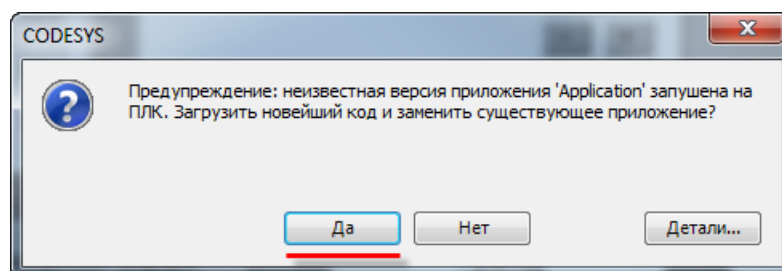 CODESYS
Предупреждение: неизвестная версия приложения 'Application' запущена на
ПЛК. Загрузить новейший код и заменить существующее приложение?
Да
Нет
Детали...